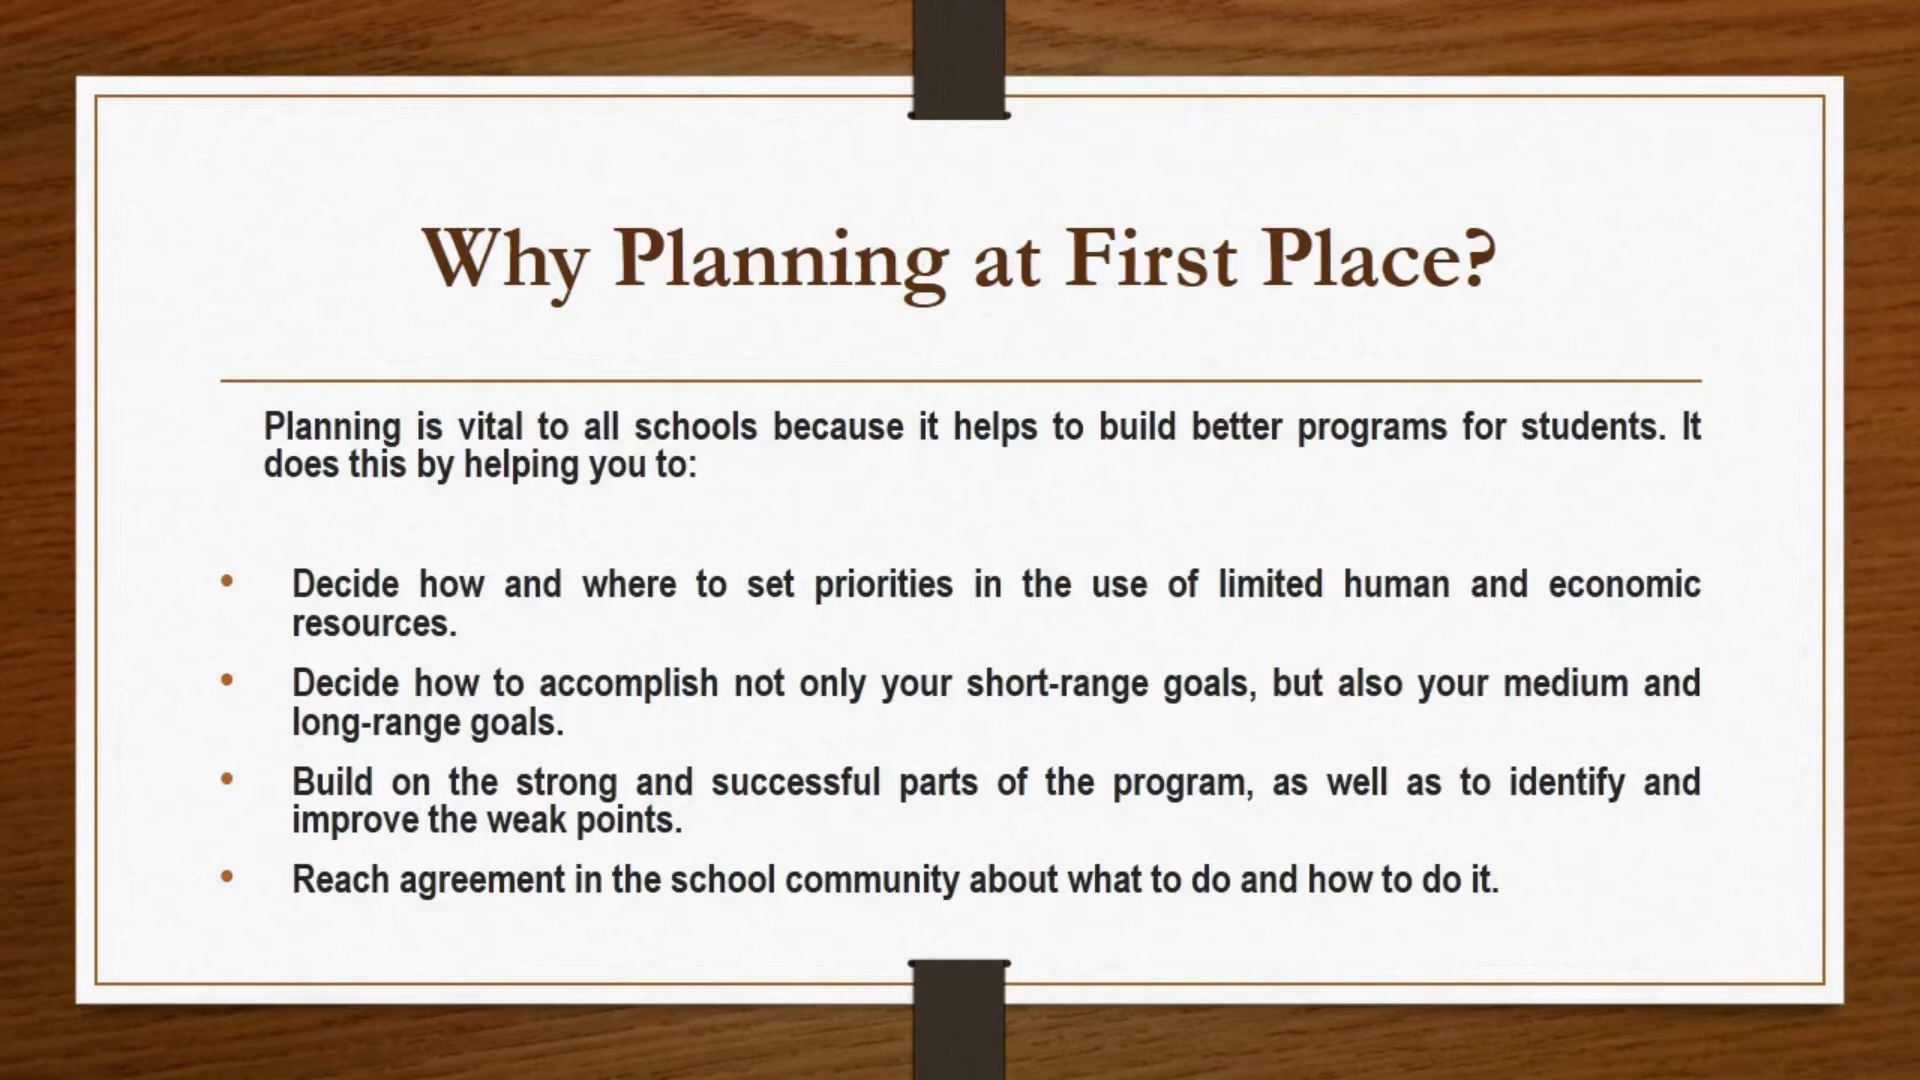 Why Planning at First Place?
Planning is vital to all schools because it helps to build better programs for students. It
does this by helping you to:
• Decide how and where to set priorities in the use of limited human and economic
resources.
• Decide how to accomplish not only your short-range goals, but also your medium and
long-range goals.
• Build on the strong and successful parts of the program, as well as to identify and
improve the weak points.
• Reach agreement in the school community about what to do and how to do it.